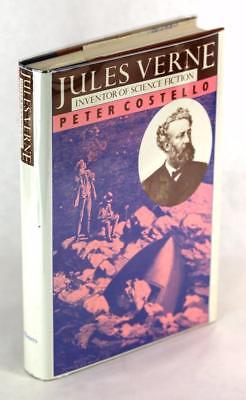 JULES VERNE
INVENTOR OF SCIENCE FICTION
PETER COSTELLO
JULES VERNE